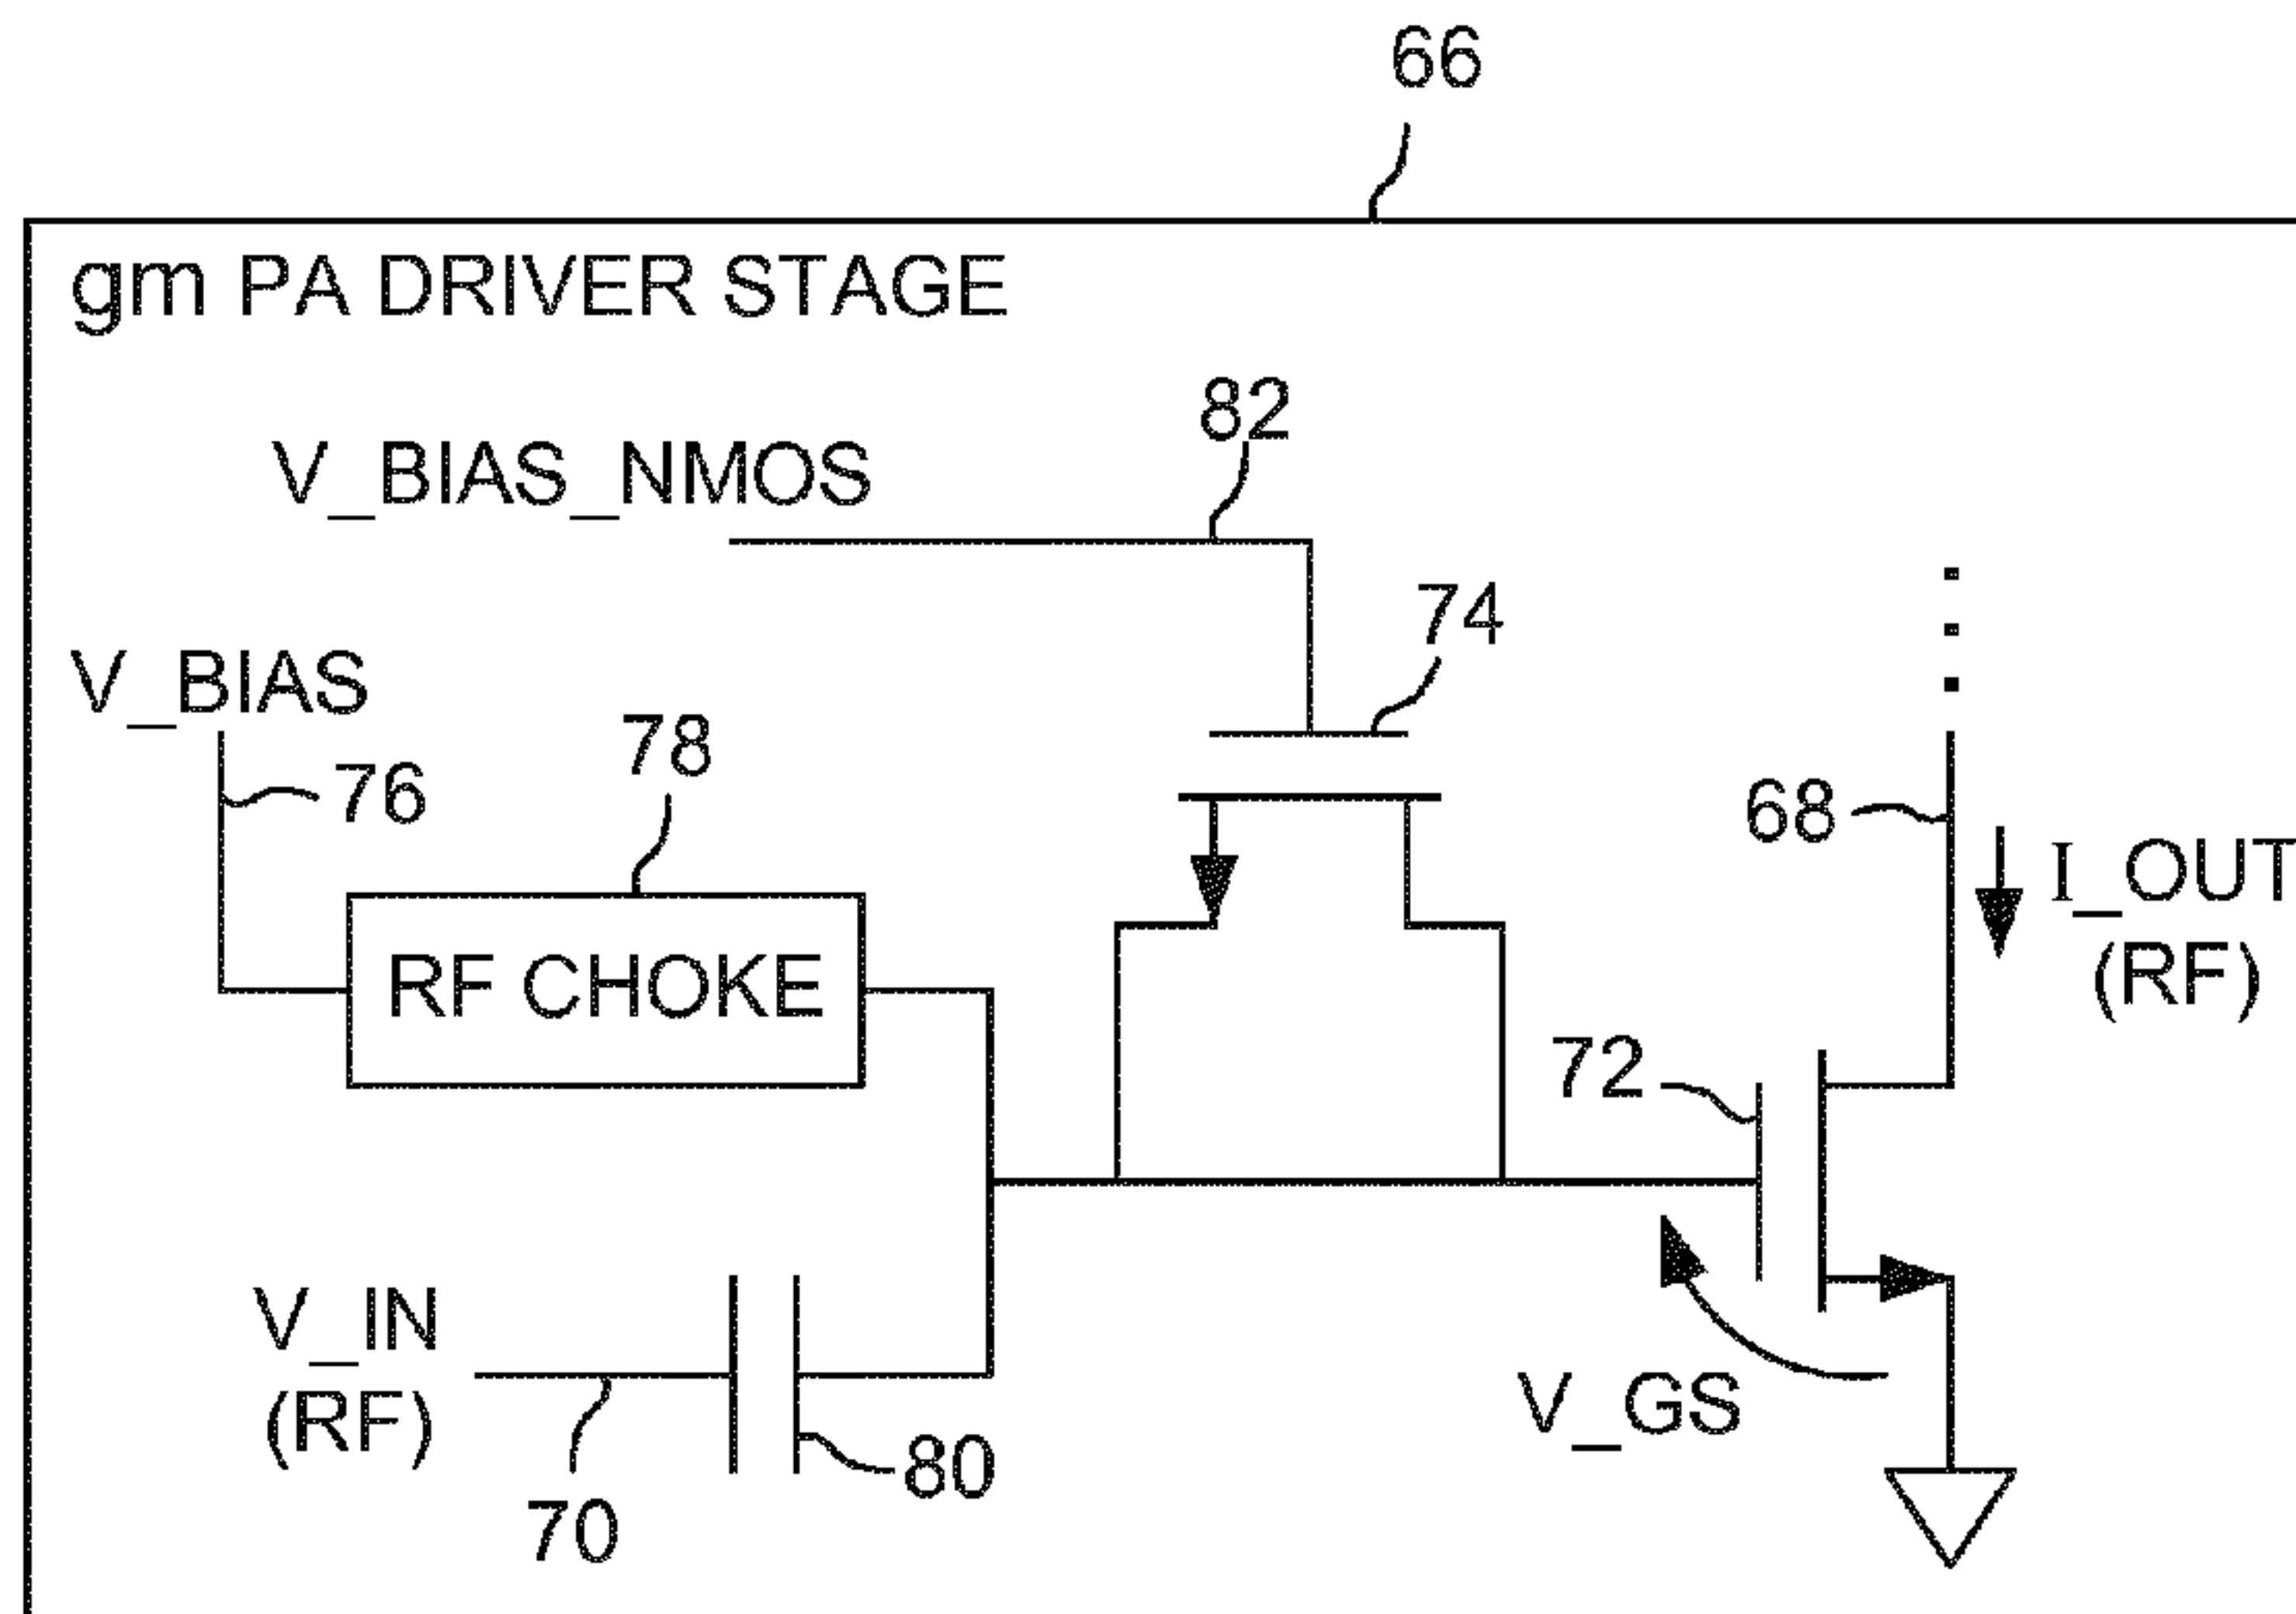 66
gm PA DRIVER STAGE
82
V_BIAS_NMOS
74
V_BIAS
78
76
68
I_OUT
(RF)
RF CHOKE
72
V_IN
(RF)
V_GS
80
70